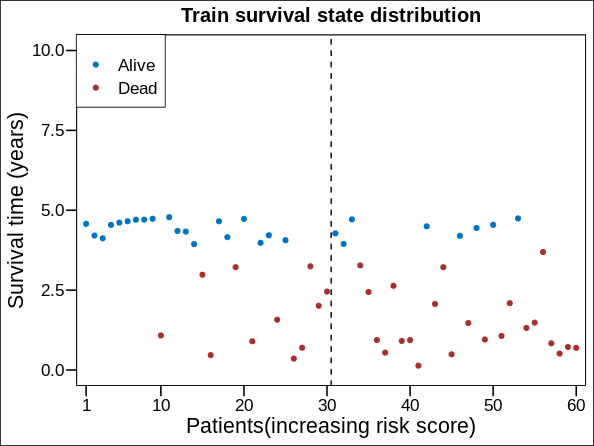 Train survival state distribution
Alive
Dead
10.0
7.5
5.0
2.5
0.0
Survival time (years)
1 10 20 30 40 50 60
Patients(increasing risk score)